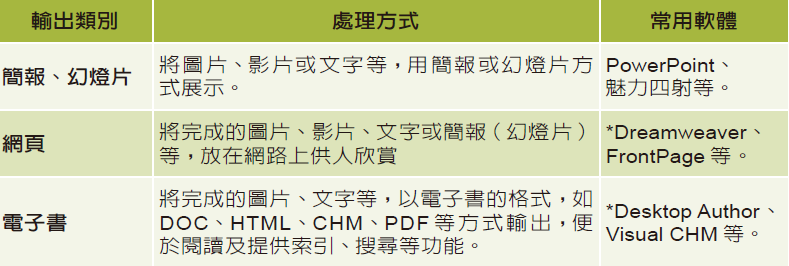 輸出類別 處理方式 常用軟體
簡報、幻燈片
將圖片、影片或文字等，用簡報或幻燈片方
式展示。
PowerPoint、
魅力四射等。
網頁
將完成的圖片、影片、文字或簡報（幻燈片）
等，放在網路上供人欣賞
*Dreamweaver、
FrontPage 等。
電子書
將完成的圖片、文字等，以電子書的格式，如
DOC、HTML、CHM、PDF 等方式輸出，便
於閱讀及提供索引、搜尋等功能。
*Desktop Author、
Visual CHM 等。